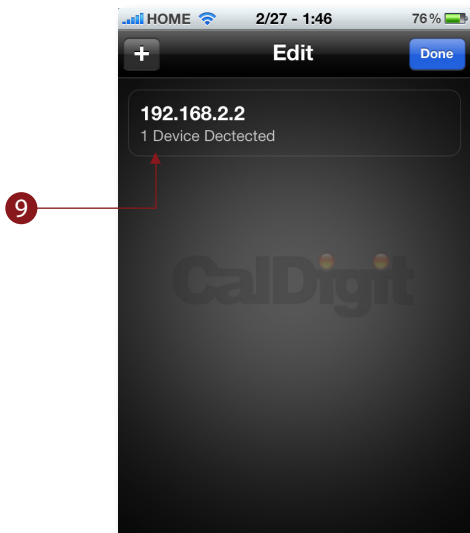 HOME 2/27 - 1:46 76%
+ Edit Done
192.168.2.2
1 Device Dectected
9
CalDigit